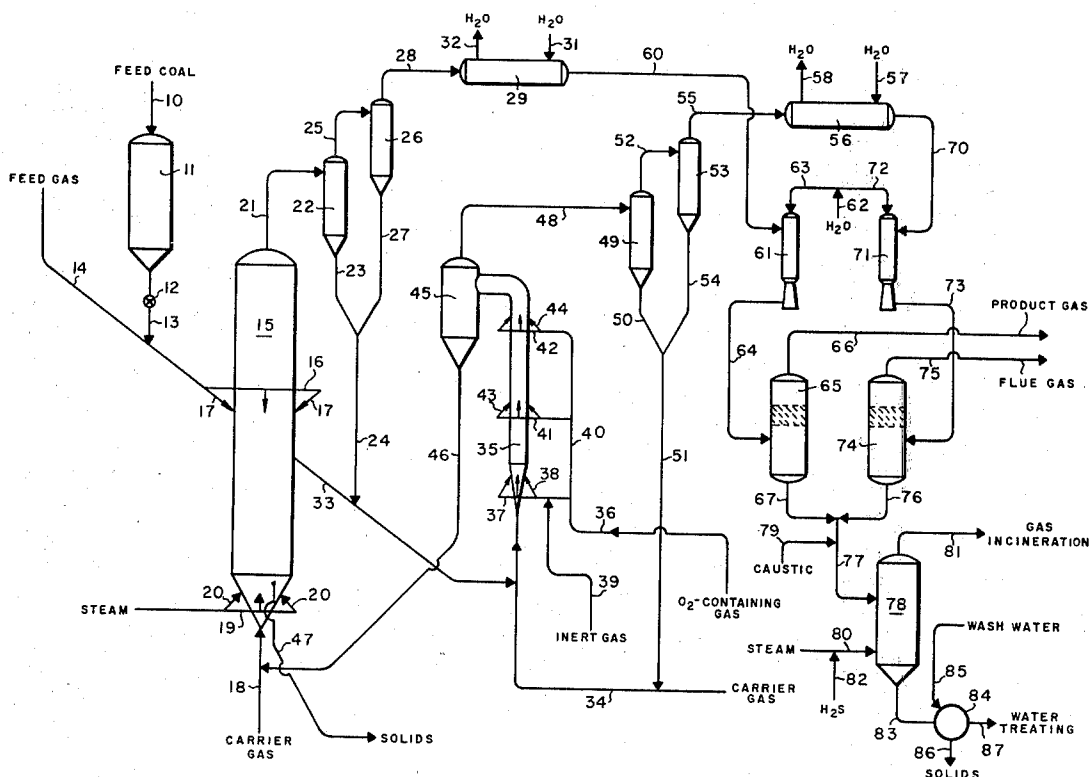 H2O
H2O
32
31
28
60
29
FEED COAL
10
H2O
H2O
58
57
56
55
25
26
11
52
53
70
FEED GAS
21
22
63
72
62
H2O
48
49
61
71
14
27
12
13
23
45
44
54
50
73
PRODUCT GAS
15
42
64
66
75
FLUE GAS
16
17
17
43
41
40
65
74
24
46
35
51
33
37
38
67
76
36
79
77
81
GAS
INCINERATION
CAUSTIC
20
20
STEAM
19
39
O2-CONTAINING
GAS
78
47
INERT GAS
WASH WATER
STEAM
80
85
18
82
84
34
CARRIER
GAS
H2S
83
87
WATER
TREATING
CARRIER
GAS
SOLIDS
86
SOLIDS